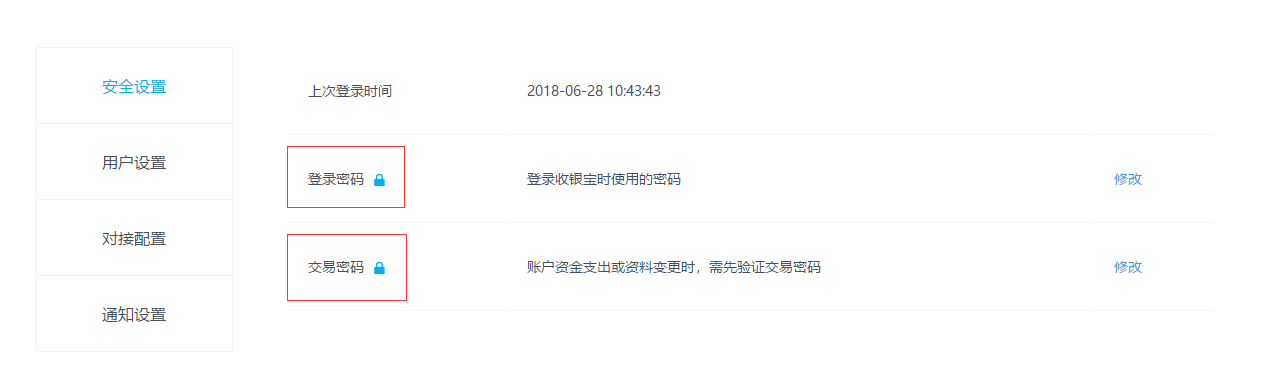 安全设置
用户设置
对接配置
通知设置
上次登录时间 2018-06-28 10:43:43
登录密码 登录收银宝时使用的密码 修改
交易密码 账户资金支出或资料变更时，需先验证交易密码 修改